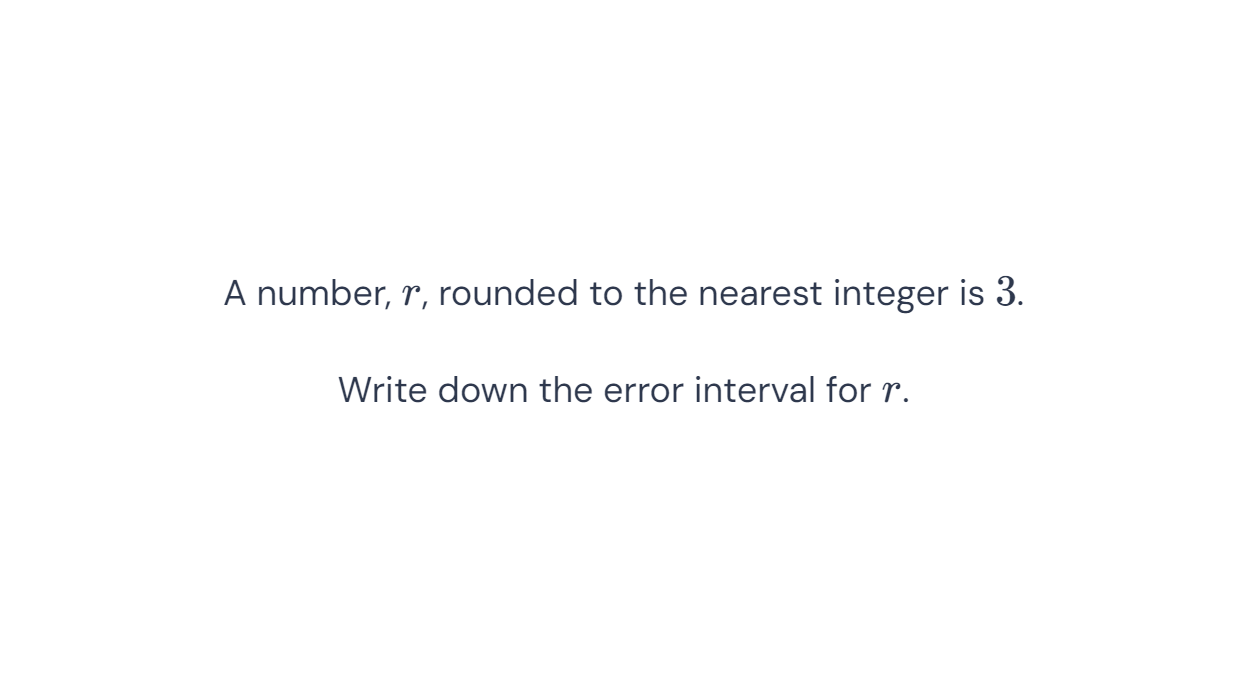 A number, r, rounded to the nearest integer is 3.
Write down the error interval for r.